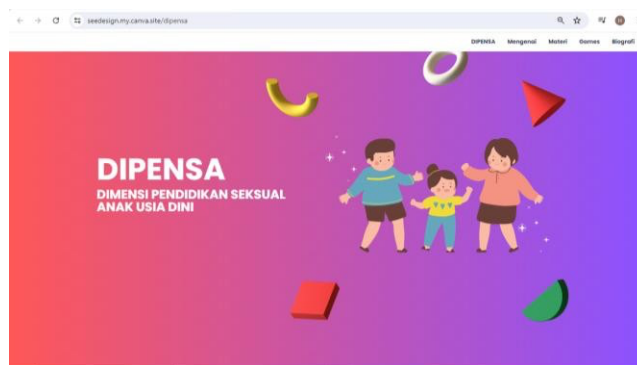 seedesign.my.canva.site/dipensa
DIPENSA Mengenal Materi Games Biografi
DIPENSA
DIMENSI PENDIDIKAN SEKSUAL
ANAK USIA DINI